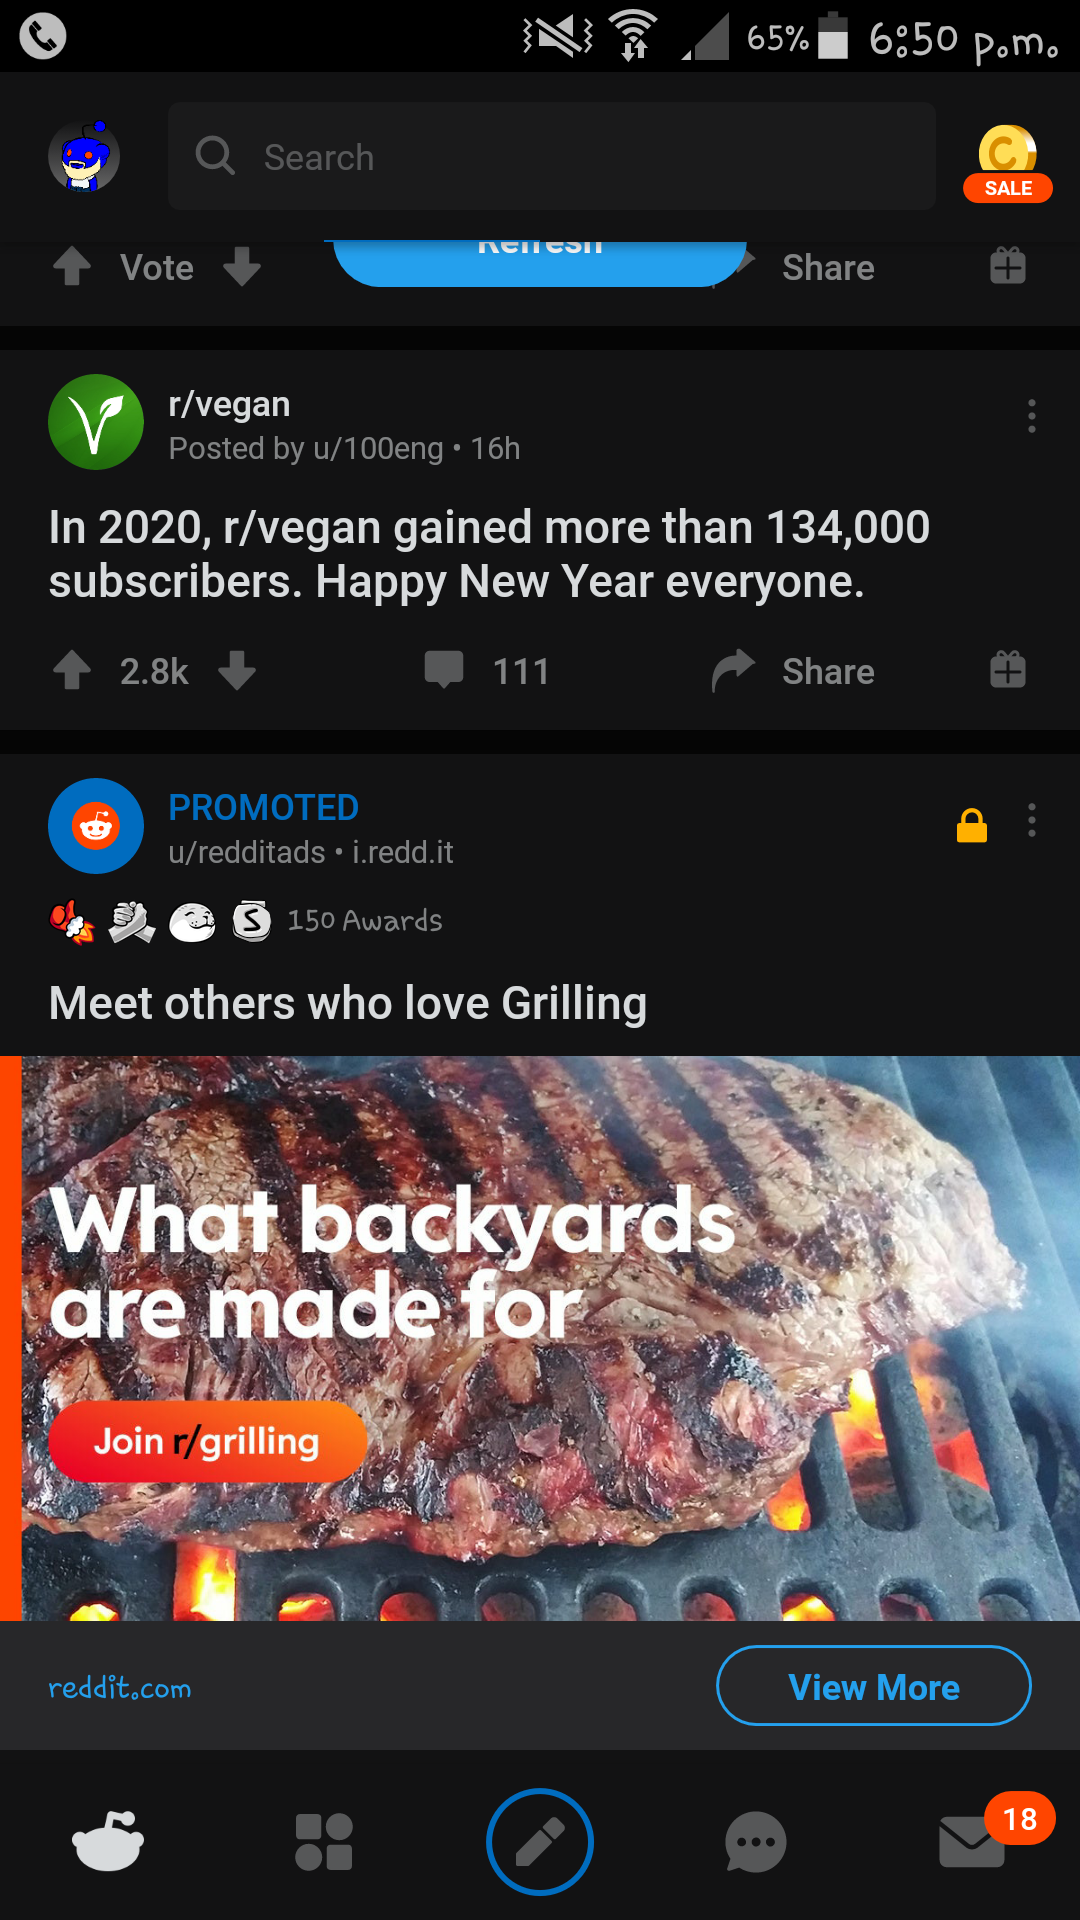 65% 6:50 p.m.
Search
SALE
Refresh
Vote Share
r/vegan
Posted by u/100eng • 16h
In 2020, r/vegan gained more than 134,000
subscribers. Happy New Year everyone.
2.8k 111 Share
PROMOTED
u/redditads • i.redd.it
S 150 Awards
Meet others who love Grilling
What backyards
are made for
Join r/grilling
reddit.com View More
18